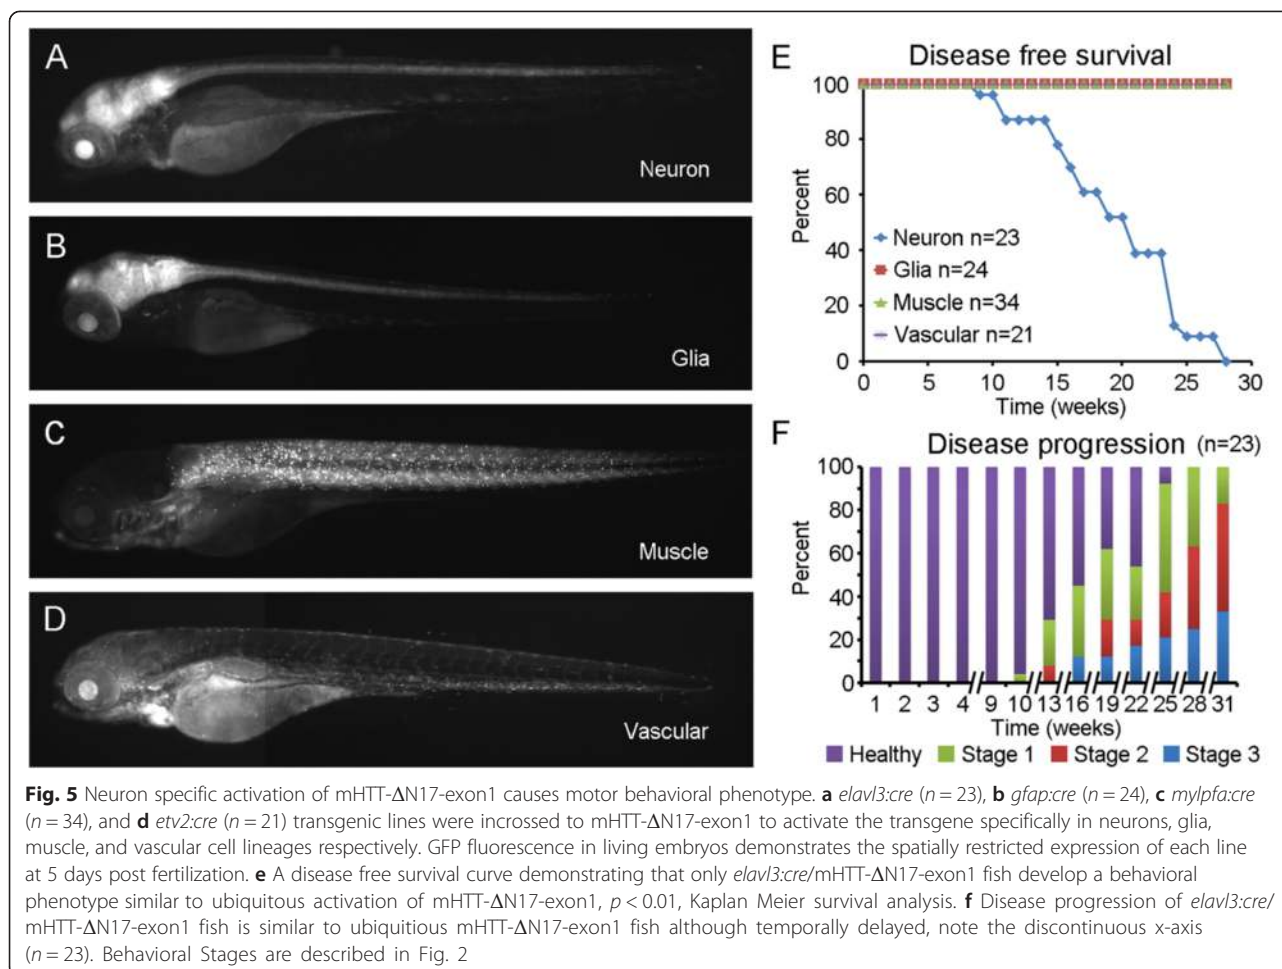 A
Neuron
B
Glia
C
Muscle
D
Vascular
E
Disease free survival
100
80
60
40
20
0
Percent
Neuron n=23
Glia n=24
Muscle n=34
Vascular n=21
0 5 10 15 20 25 30
Time (weeks)
F
Disease progression (n=23)
100
80
60
40
20
0
Percent
1 2 3 4 9 10 13 16 19 22 25 28 31
Time (weeks)
Healthy Stage 1 Stage 2 Stage 3
Fig. 5 Neuron specific activation of mHTT-ΔN17-exon1 causes motor behavioral phenotype. a elavl3:cre (n = 23), b gfap:cre (n = 24), c mylpfa:cre
(n = 34), and d etv2:cre (n = 21) transgenic lines were incrossed to mHTT-ΔN17-exon1 to activate the transgene specifically in neurons, glia,
muscle, and vascular cell lineages respectively. GFP fluorescence in living embryos demonstrates the spatially restricted expression of each line
at 5 days post fertilization. e A disease free survival curve demonstrating that only elavl3:cre/mHTT-ΔN17-exon1 fish develop a behavioral
phenotype similar to ubiquitous activation of mHTT-ΔN17-exon1, p < 0.01, Kaplan Meier survival analysis. f Disease progression of elavl3:cre/
mHTT-ΔN17-exon1 fish is similar to ubiquitious mHTT-ΔN17-exon1 fish although temporally delayed, note the discontinuous x-axis
(n = 23). Behavioral Stages are described in Fig. 2